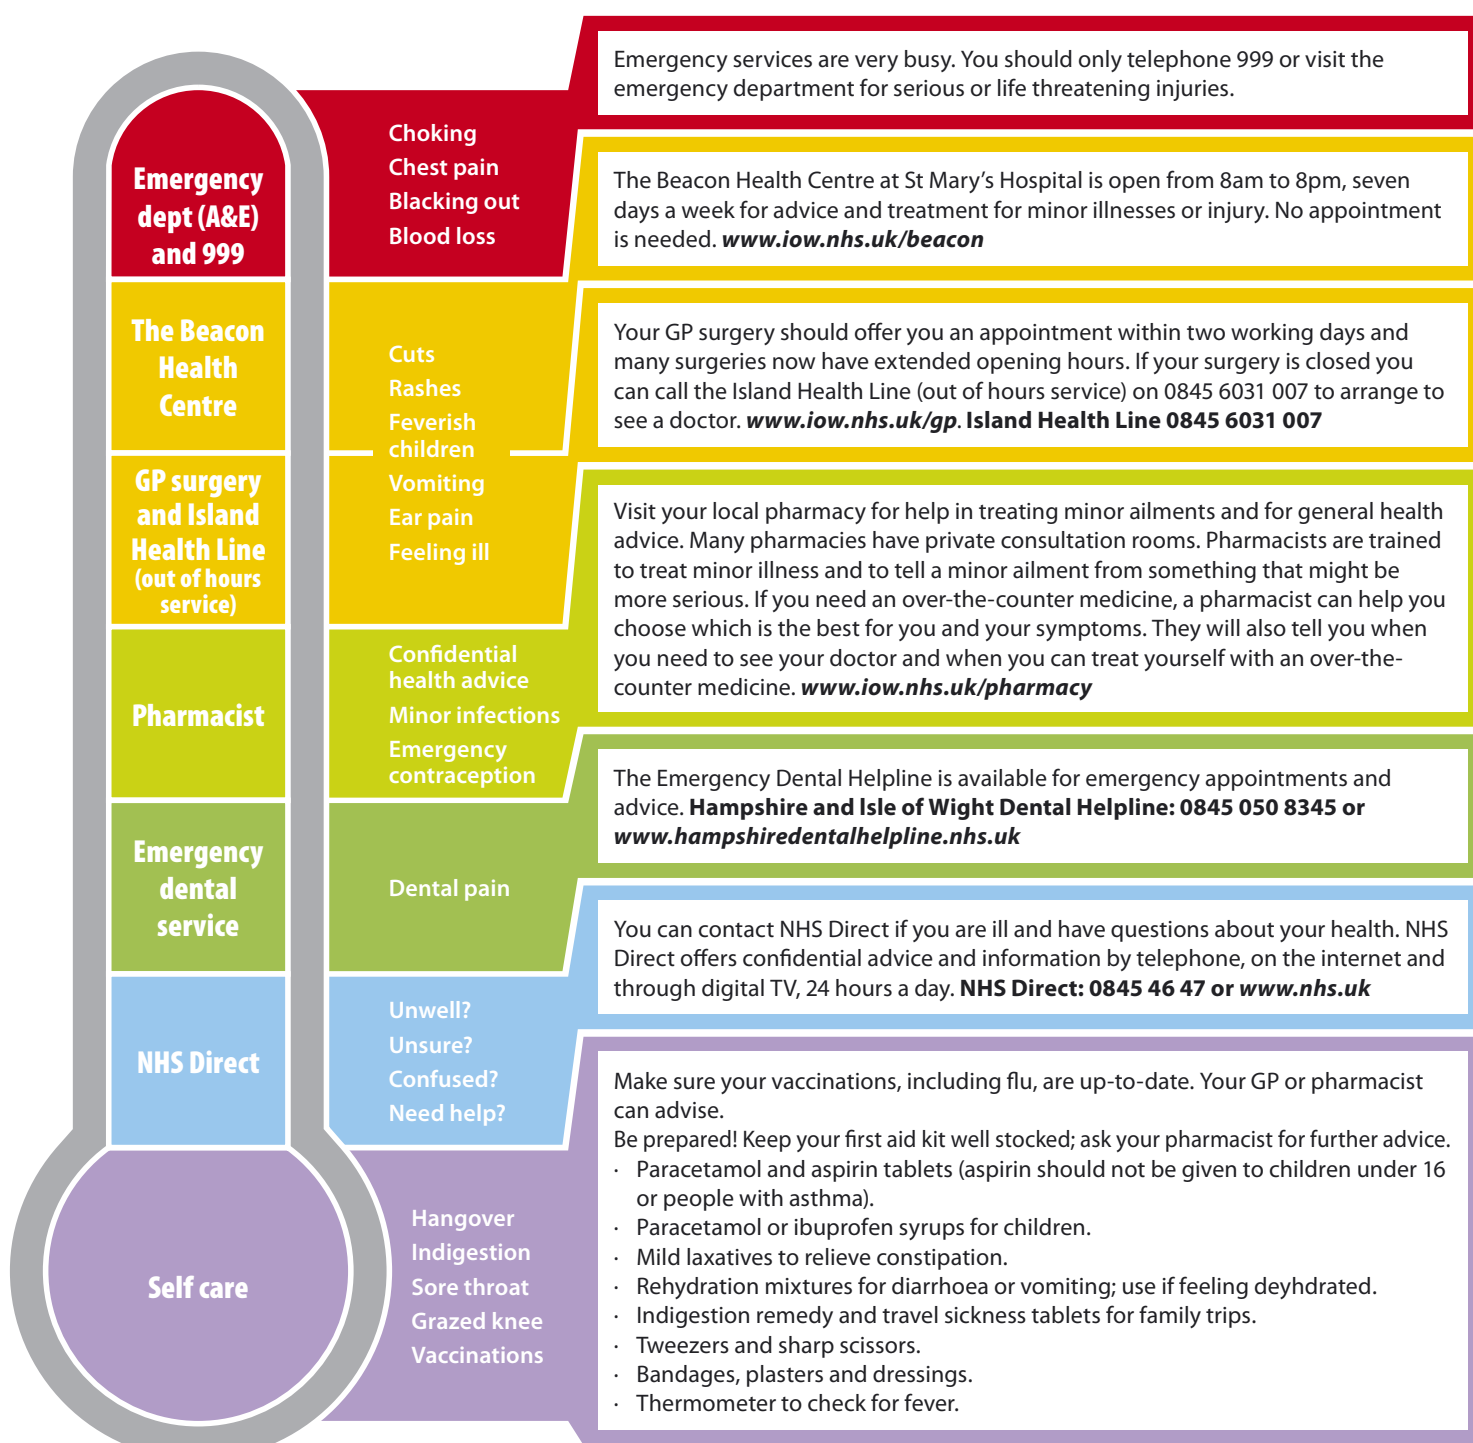 Emergency
dept (A&E)
and 999
Choking
Chest pain
Blacking out
Blood loss
Emergency services are very busy. You should only telephone 999 or visit the
emergency department for serious or life threatening injuries.
The Beacon
Health
Centre
The Beacon Health Centre at St Mary's Hospital is open from 8am to 8pm, seven
days a week for advice and treatment for minor illnesses or injury. No appointment
is needed. www.iow.nhs.uk/beacon
Cuts
Rashes
Feverish
children
Vomiting
Ear pain
Feeling ill
GP surgery
and Island
Health Line
(out of hours
service)
Your GP surgery should offer you an appointment within two working days and
many surgeries now have extended opening hours. If your surgery is closed you
can call the Island Health Line (out of hours service) on 0845 6031 007 to arrange to
see a doctor. www.iow.nhs.uk/gp. Island Health Line 0845 6031 007
Pharmacist
Confidential
health advice
Minor infections
Emergency
contraception
Visit your local pharmacy for help in treating minor ailments and for general health
advice. Many pharmacies have private consultation rooms. Pharmacists are trained
to treat minor illness and to tell a minor ailment from something that might be
more serious. If you need an over-the-counter medicine, a pharmacist can help you
choose which is the best for you and your symptoms. They will also tell you when
you need to see your doctor and when you can treat yourself with an over-the-
counter medicine. www.iow.nhs.uk/pharmacy
Emergency
dental
service
Dental pain
The Emergency Dental Helpline is available for emergency appointments and
advice. Hampshire and Isle of Wight Dental Helpline: 0845 050 8345 or
www.hampshiredentalhelpline.nhs.uk
NHS Direct
Unwell?
Unsure?
Confused?
Need help?
You can contact NHS Direct if you are ill and have questions about your health. NHS
Direct offers confidential advice and information by telephone, on the internet and
through digital TV, 24 hours a day. NHS Direct: 0845 46 47 or www.nhs.uk
Self care
Hangover
Indigestion
Sore throat
Grazed knee
Vaccinations
Make sure your vaccinations, including flu, are up-to-date. Your GP or pharmacist
can advise.
Be prepared! Keep your first aid kit well stocked; ask your pharmacist for further advice.
· Paracetamol and aspirin tablets (aspirin should not be given to children under 16
or people with asthma).
· Paracetamol or ibuprofen syrups for children.
· Mild laxatives to relieve constipation.
· Rehydration mixtures for diarrhoea or vomiting; use if feeling deyhdrated.
· Indigestion remedy and travel sickness tablets for family trips.
· Tweezers and sharp scissors.
· Bandages, plasters and dressings.
· Thermometer to check for fever.